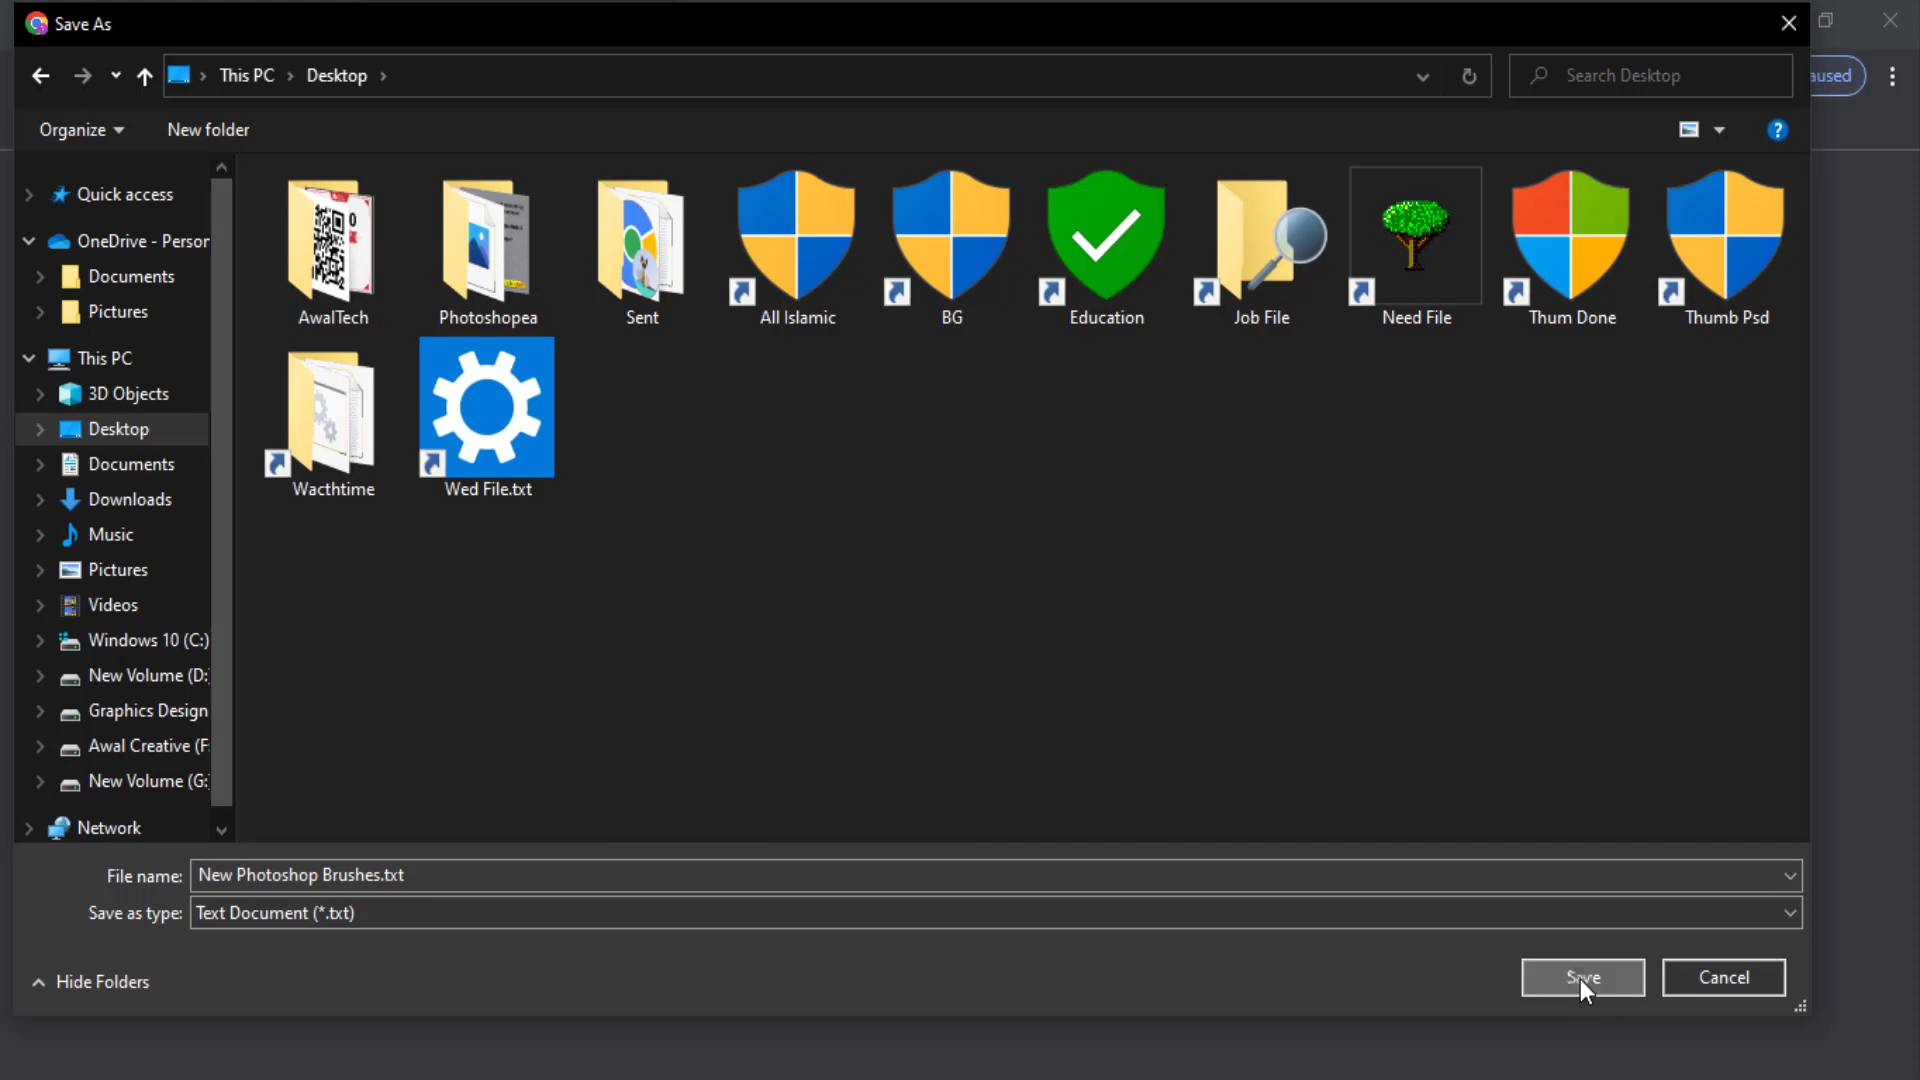 Save As
This PC
Desktop
Search Desktop
aused
Organize
New folder
?
Quick access
OneDrive - Person
Documents
Pictures
This PC
3D Objects
Desktop
Documents
Downloads
Music
Pictures
Videos
Windows 10 (C:)
New Volume (D:
Graphics Design
Awal Creative (F:
New Volume (G:
Network
AwalTech
Photoshopea
Sent
All Islamic
BG
Education
Job File
Need File
Thum Done
Thumb Psd
Wacthtime
Wed File.txt
File name: New Photoshop Brushes.txt
Save as type: Text Document (*.txt)
Hide Folders
Save
Cancel